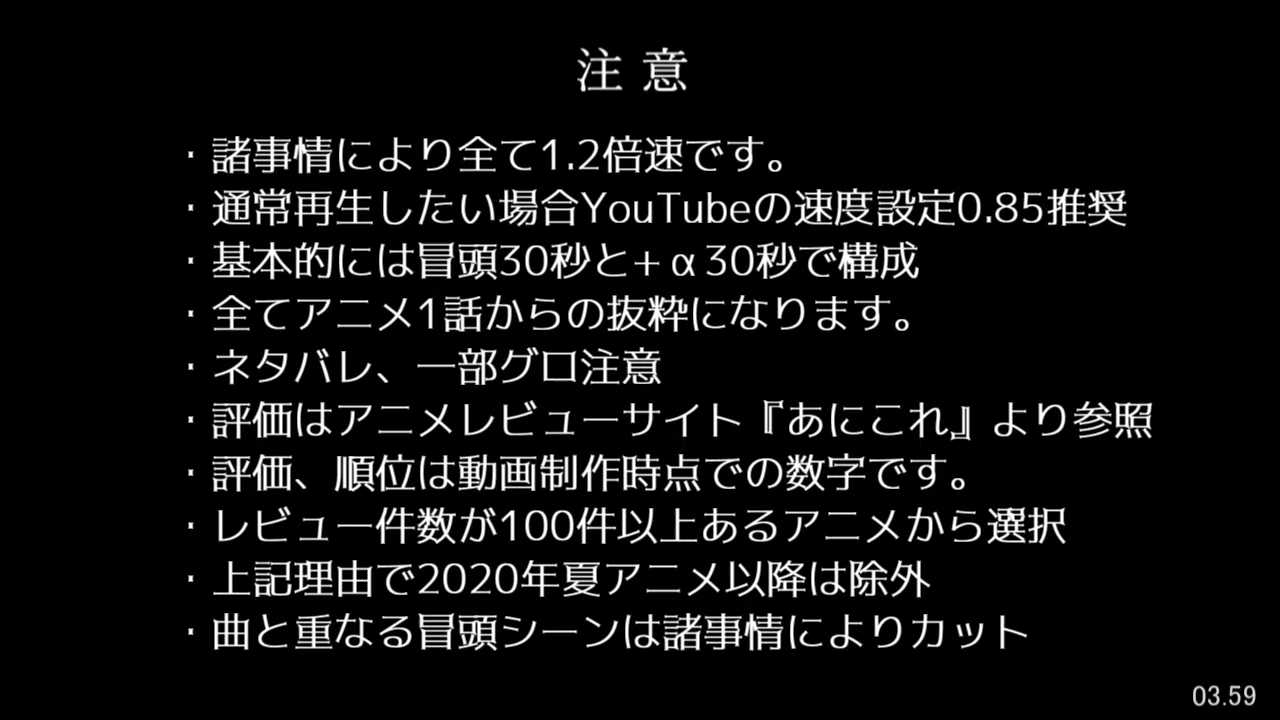 注意
・諸事情により全て1.2倍速です。
・通常再生したい場合YouTubeの速度設定0.85推奨
・基本的には冒頭30秒と+α30秒で構成
・全てアニメ1話からの抜粋になります。
・ネタバレ、一部グロ注意
・評価はアニメレビューサイト『あにこれ』より参照
・評価、順位は動画制作時点での数字です。
・レビュー件数が100件以上あるアニメから選択
・上記理由で2020年夏アニメ以降は除外
・曲と重なる冒頭シーンは諸事情によりカット
03.59